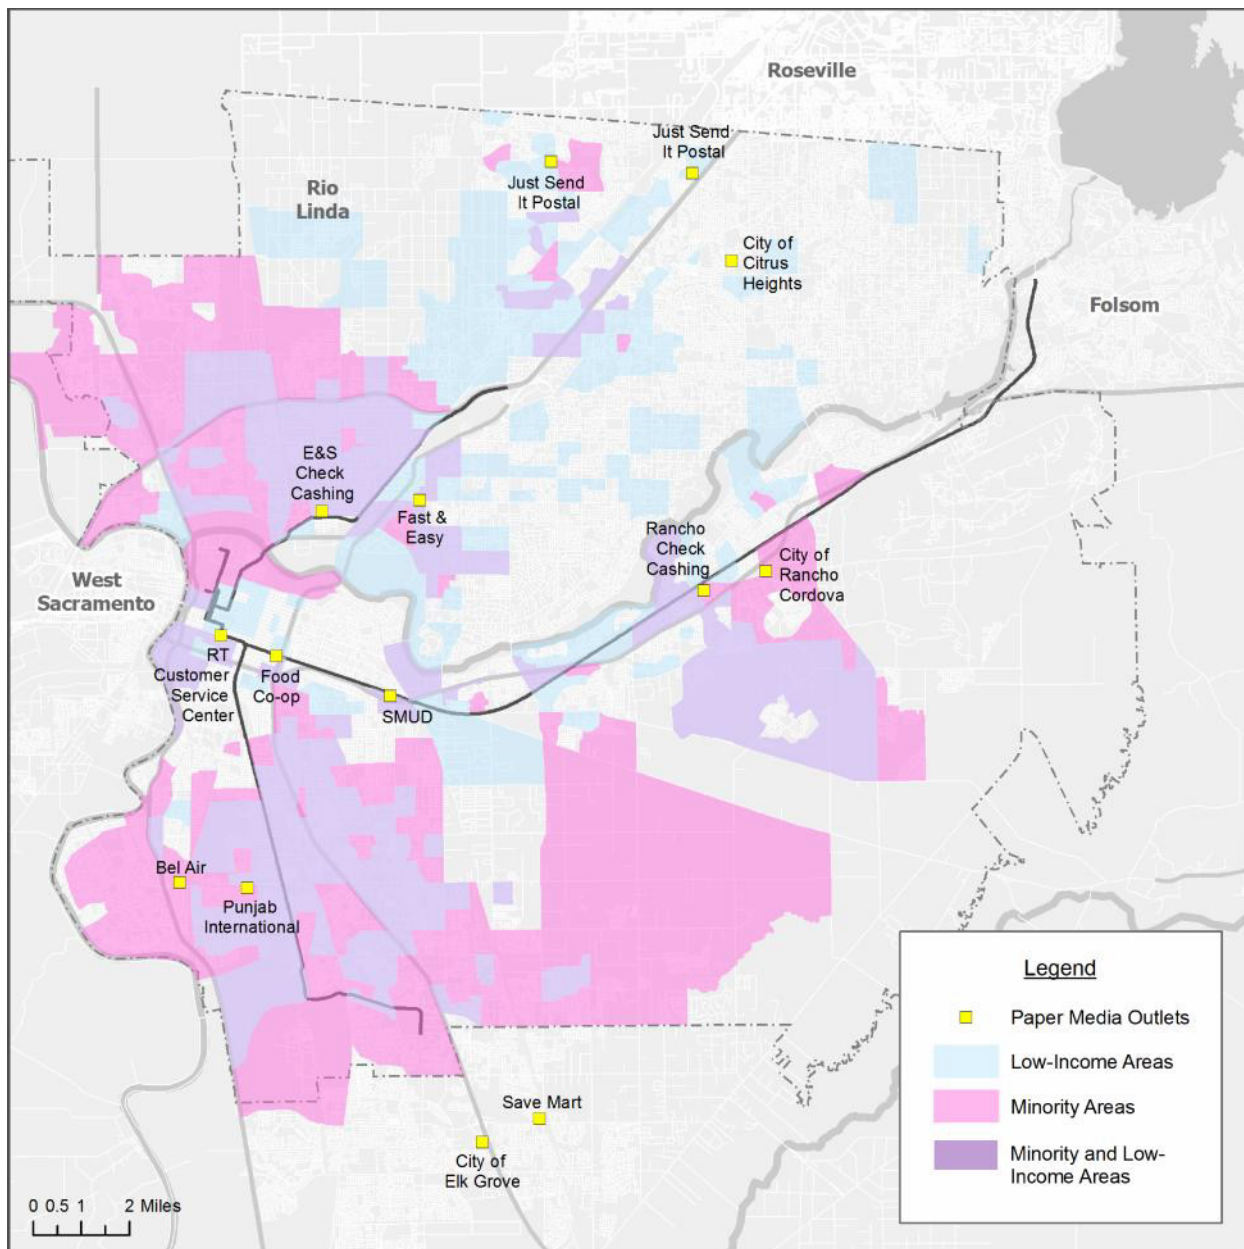 Roseville
Just Send
It Postal
Just Send
It Postal
Rio
Linda
City of
Citrus
Heights
Folsom
E&S
Check
Cashing
Fast &
Easy
Rancho
Check
Cashing
City of
Rancho
Cordova
West
Sacramento
RT
Customer
Service
Center
Food
Co-op
SMUD
Bel Air
Punjab
International
Save Mart
City of
Elk Grove
Legend
Paper Media Outlets
Low-Income Areas
Minority Areas
Minority and Low-
Income Areas
0 0.5 1 2 Miles